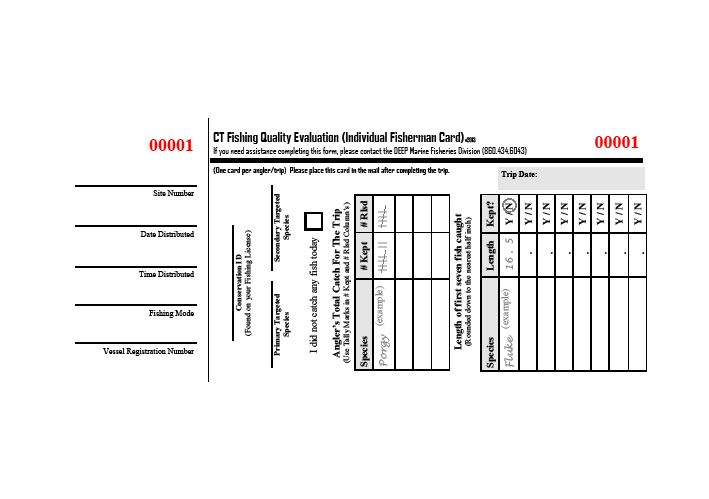 00001
Site Number
Date Distributed
Time Distributed
Fishing Mode
Vessel Registration Number
CT Fishing Quality Evaluation (Individual Fisherman Card)
00001
If you need assistance completing this form, please contact the DEEP Marine Fisheries Division (860.434.6043)
(One card per angler/trip) Please place this card in the mail after completing the trip.
Trip Date:
Conservation ID
(Found on your Fishing License)
Primary Targeted Species
Secondary Targeted Species
I did not catch any fish today
Angler's Total Catch For The Trip
(Use Tally Marks in # Kept and # Rlsd Column's)
Species # Kept # Rlsd
Porgy (example)
Length of first seven fish caught
(Rounded down to the nearest half inch)
Species Length Kept?
Fluke (example) 16.5 Y / N
. Y / N
. Y / N
. Y / N
. Y / N
. Y / N
. Y / N
. Y / N